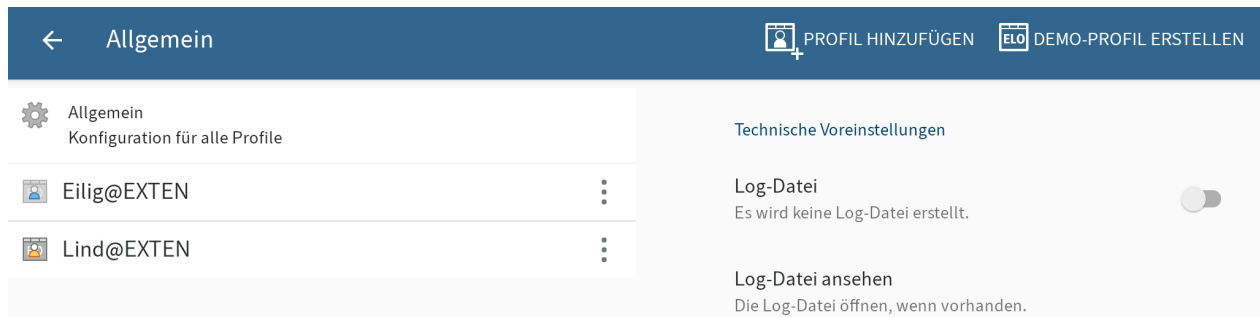 Allgemein
PROFIL HINZUFÜGEN
ELO DEMO-PROFIL ERSTELLEN
Allgemein
Konfiguration für alle Profile
Eilig@EXTEN
Lind@EXTEN
Technische Voreinstellungen
Log-Datei
Es wird keine Log-Datei erstellt.
Log-Datei ansehen
Die Log-Datei öffnen, wenn vorhanden.